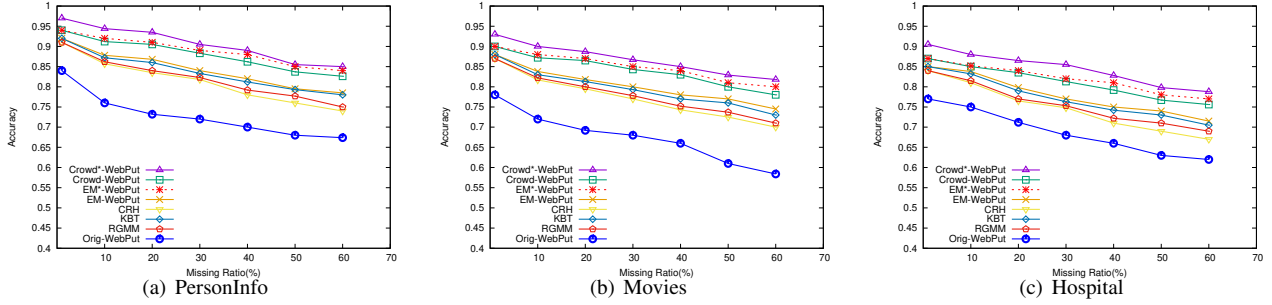 1
0.95
0.9
0.85
0.8
0.75
0.7
0.65
0.6
0.55
0.5
0.45
0.4
Accuracy
Crowd*-WebPut
Crowd-WebPut
EM*-WebPut
EM-WebPut
CRH
KBT
RGMM
Orig-WebPut
10 20 30 40 50 60 70
Missing Ratio(%)
(a) PersonInfo
1
0.95
0.9
0.85
0.8
0.75
0.7
0.65
0.6
0.55
0.5
0.45
0.4
Accuracy
Crowd*-WebPut
Crowd-WebPut
EM*-WebPut
EM-WebPut
CRH
KBT
RGMM
Orig-WebPut
10 20 30 40 50 60 70
Missing Ratio(%)
(b) Movies
1
0.95
0.9
0.85
0.8
0.75
0.7
0.65
0.6
0.55
0.5
0.45
0.4
Accuracy
Crowd*-WebPut
Crowd-WebPut
EM*-WebPut
EM-WebPut
CRH
KBT
RGMM
Orig-WebPut
10 20 30 40 50 60 70
Missing Ratio(%)
(c) Hospital